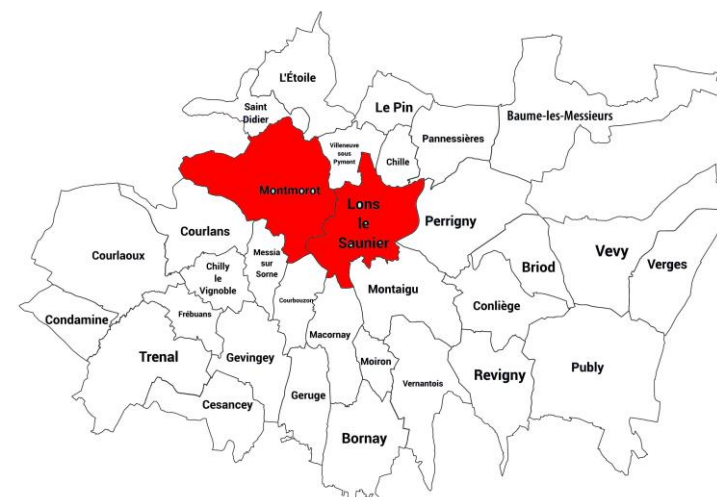 L'Étoile
Saint
Didier
Le Pin
Baume-les-Messieurs
Villeneuve
sous
Pymont
Chille
Pannessières
Montmorot
Lons
le
Saunier
Perrigny
Courlans
Courlaoux
Messia
sur
Sorne
Chilly
le
Vignoble
Briod
Vevy
Verges
Montaigu
Conliège
Courbouzon
Condamine
Frébuans
Macornay
Trenal
Gevingey
Moiron
Vernantois
Revigny
Publy
Cesancey
Geruge
Bornay